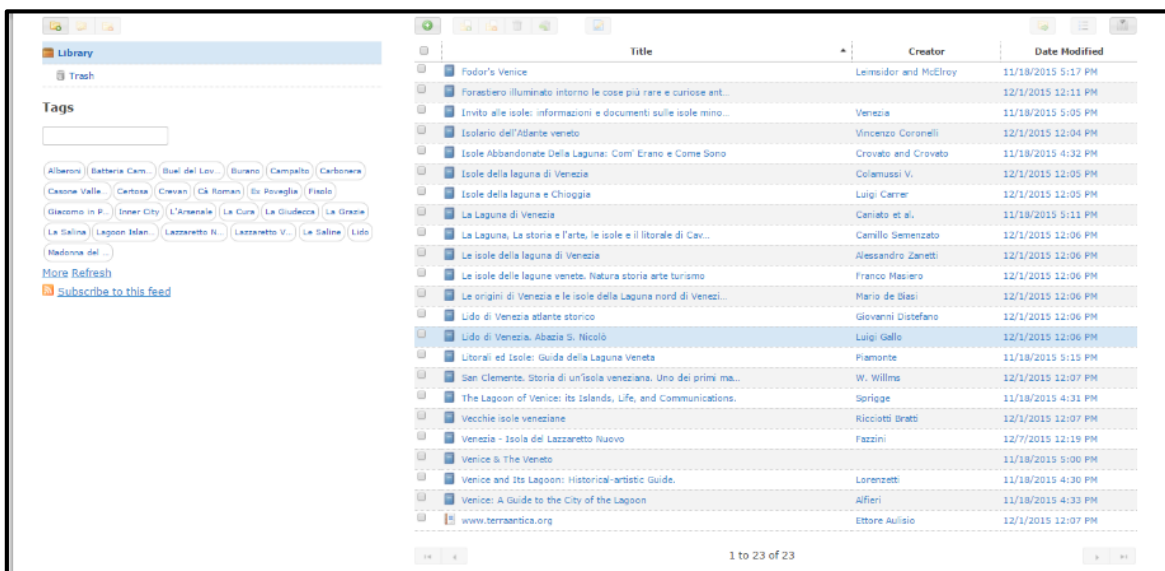 Library
Trash
Tags
Alberoni Batteria Cam... Buel del Lov... Burano Campalto Carbonera
Casone Valle... Certosa Crevan Cà Roman Ex Poveglia Fisolo
Giacomo in P... Inner City L'Arsenale La Cura La Giudecca La Grazie
La Salina Lagoon Islan... Lazzaretto N... Lazzaretto V... Le Saline Lido
Madonna del ...
More Refresh
Subscribe to this feed
Title Creator Date Modified
Fodor's Venice Leimsidor and McElroy 11/18/2015 5:17 PM
Forastiero illuminato intorno le cose più rare e curiose ant... 12/1/2015 12:11 PM
Invito alle isole: informazioni e documenti sulle isole mino... Venezia 11/18/2015 5:05 PM
Isolario dell'Atlante veneto Vincenzo Coronelli 12/1/2015 12:04 PM
Isole Abbandonate Della Laguna: Com' Erano e Come Sono Crovato and Crovato 11/18/2015 4:32 PM
Isole della laguna di Venezia Colamussi V. 12/1/2015 12:05 PM
Isole della laguna e Chioggia Luigi Carrer 12/1/2015 12:05 PM
La Laguna di Venezia Caniato et al. 11/18/2015 5:11 PM
La Laguna, La storia e l'arte, le isole e il litorale di Cav... Camillo Semenzato 12/1/2015 12:06 PM
Le isole della laguna di Venezia Alessandro Zanetti 12/1/2015 12:06 PM
Le isole delle lagune venete. Natura storia arte turismo Franco Masiero 12/1/2015 12:06 PM
Le origini di Venezia e le isole della Laguna nord di Venezi... Mario de Biasi 12/1/2015 12:06 PM
Lido di Venezia atlante storico Giovanni Distefano 12/1/2015 12:06 PM
Lido di Venezia. Abazia S. Nicolò Luigi Gallo 12/1/2015 12:06 PM
Litorali ed Isole: Guida della Laguna Veneta Piamonte 11/18/2015 5:15 PM
San Clemente. Storia di un'isola veneziana. Uno dei primi ma... W. Willms 12/1/2015 12:07 PM
The Lagoon of Venice: its Islands, Life, and Communications. Sprigge 11/18/2015 4:31 PM
Vecchie isole veneziane Ricciotti Bratti 12/1/2015 12:07 PM
Venezia - Isola del Lazzaretto Nuovo Fazzini 12/7/2015 12:19 PM
Venice & The Veneto 11/18/2015 5:00 PM
Venice and Its Lagoon: Historical-artistic Guide. Lorenzetti 11/18/2015 4:30 PM
Venice: A Guide to the City of the Lagoon Alfieri 11/18/2015 4:33 PM
www.terraantica.org Ettore Aulisio 12/1/2015 12:07 PM
1 to 23 of 23